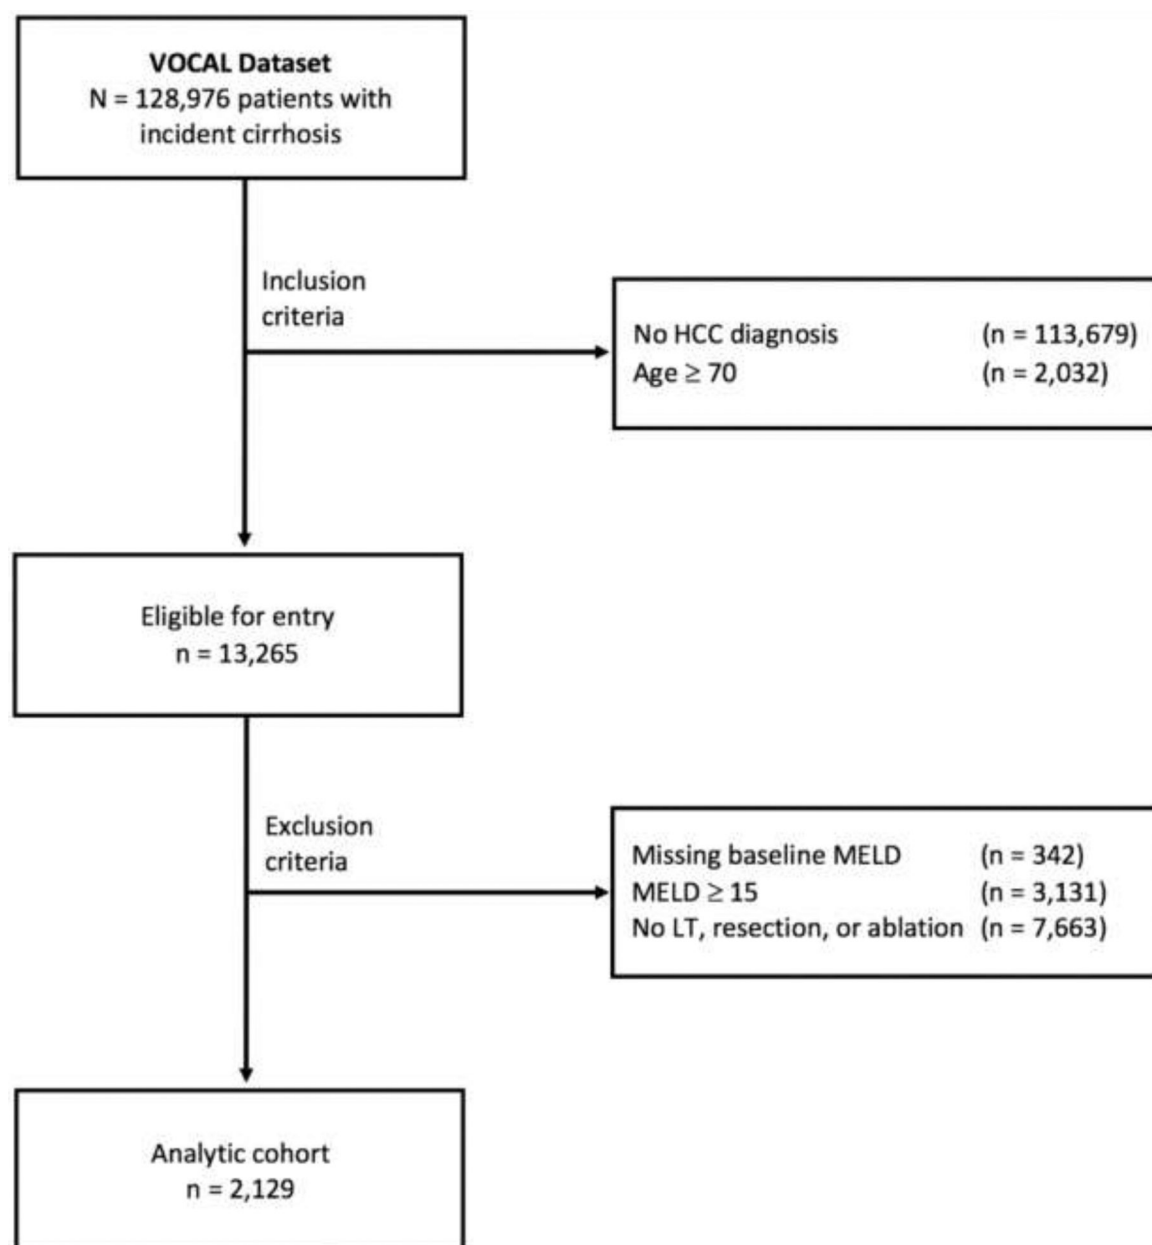 VOCAL Dataset
N = 128,976 patients with
incident cirrhosis
Inclusion
criteria
No HCC diagnosis (n = 113,679)
Age ≥ 70 (n = 2,032)
Eligible for entry
n = 13,265
Exclusion
criteria
Missing baseline MELD (n = 342)
MELD ≥ 15 (n = 3,131)
No LT, resection, or ablation (n = 7,663)
Analytic cohort
n = 2,129